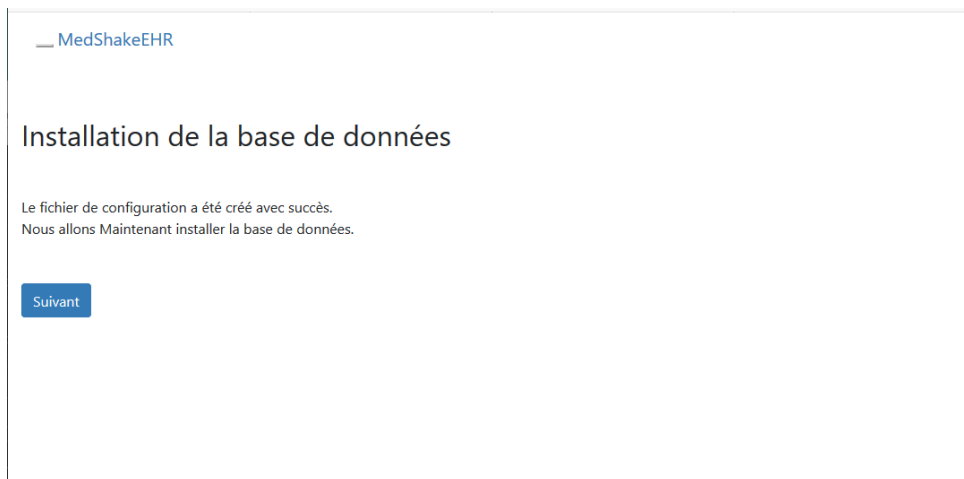 MedShakeEHR
Installation de la base de données
Le fichier de configuration a été créé avec succès.
Nous allons Maintenant installer la base de données.
Suivant